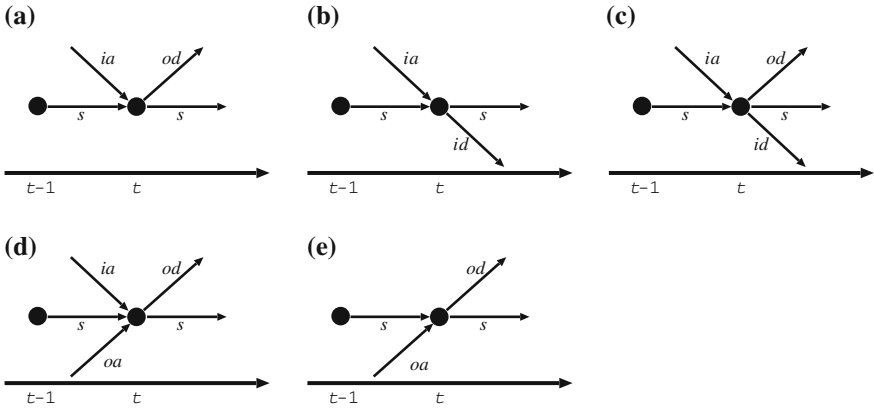 (a)
ia od
s s
t-1 t
(b)
ia
s s
id
t-1 t
(c)
ia od
s s
id
t-1 t
(d)
ia od
s s
oa
t-1 t
(e)
od
s s
oa
t-1 t